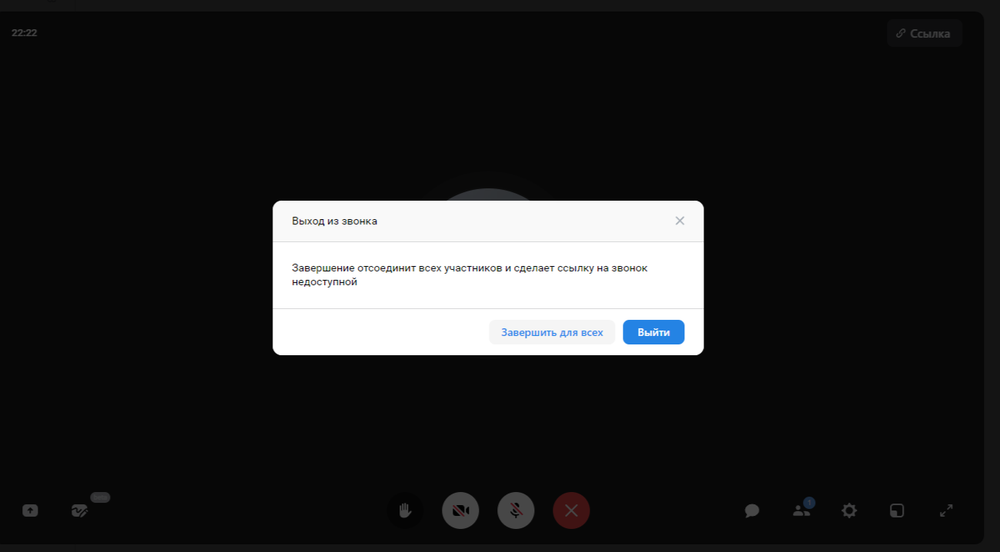 22:22
Ссылка
Выход из звонка
Завершение отсоединит всех участников и сделает ссылку на звонок
недоступной
Завершить для всех
Выйти
beta
1